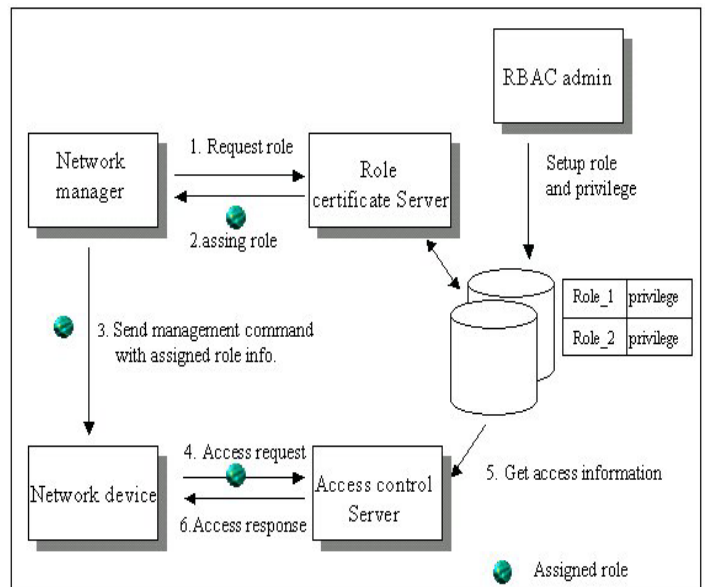 RBAC admin
Network
manager
1. Request role
Role
certificate Server
2.assing role
Setup role
and privilege
Role_1 privilege
Role_2 privilege
3. Send management command
with assigned role info.
Network device
4. Access request
6.Access response
Access control
Server
5. Get access information
Assigned role